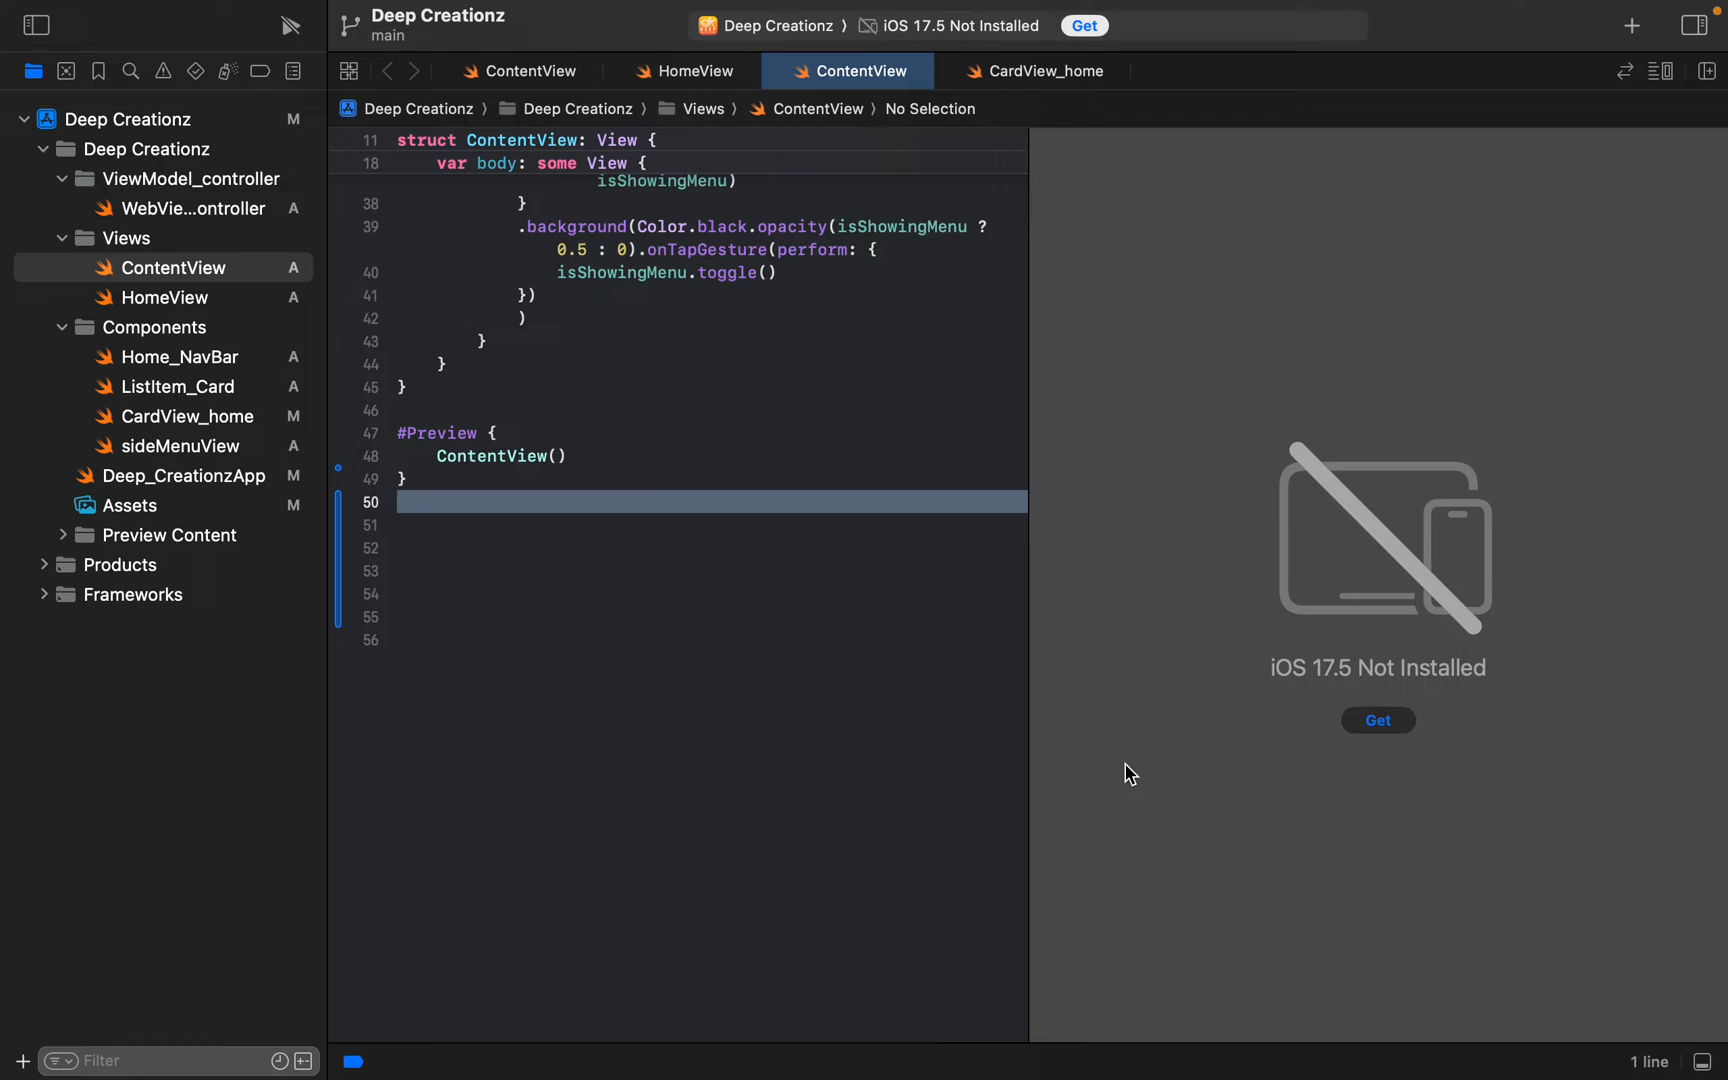 Deep Creationz
main
Deep Creationz 〉 iOS 17.5 Not Installed Get
ContentView HomeView ContentView CardView_home
Deep Creationz 〉 Deep Creationz 〉 Views 〉 ContentView 〉 No Selection
Deep Creationz M
Deep Creationz
ViewModel_controller
WebVie...ontroller A
Views
ContentView A
HomeView A
Components
Home_NavBar A
ListItem_Card A
CardView_home M
sideMenuView A
Deep_CreationzApp M
Assets M
Preview Content
Products
Frameworks
Filter
11 struct ContentView: View {
18 var body: some View {
isShowingMenu)
38 }
39 .background(Color.black.opacity(isShowingMenu ?
0.5 : 0).onTapGesture(perform: {
40 isShowingMenu.toggle()
41 })
42 )
43 }
44 }
45 }
46
47 #Preview {
48 ContentView()
49 }
50
51
52
53
54
55
56
iOS 17.5 Not Installed
Get
1 line